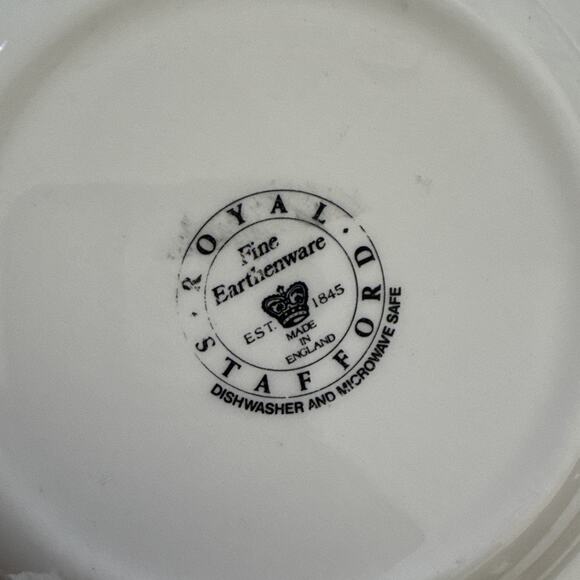 · ROYAL ·
STAFFORD
Fine
Earthenware
EST. 1845
MADE
IN
ENGLAND
DISHWASHER AND MICROWAVE SAFE